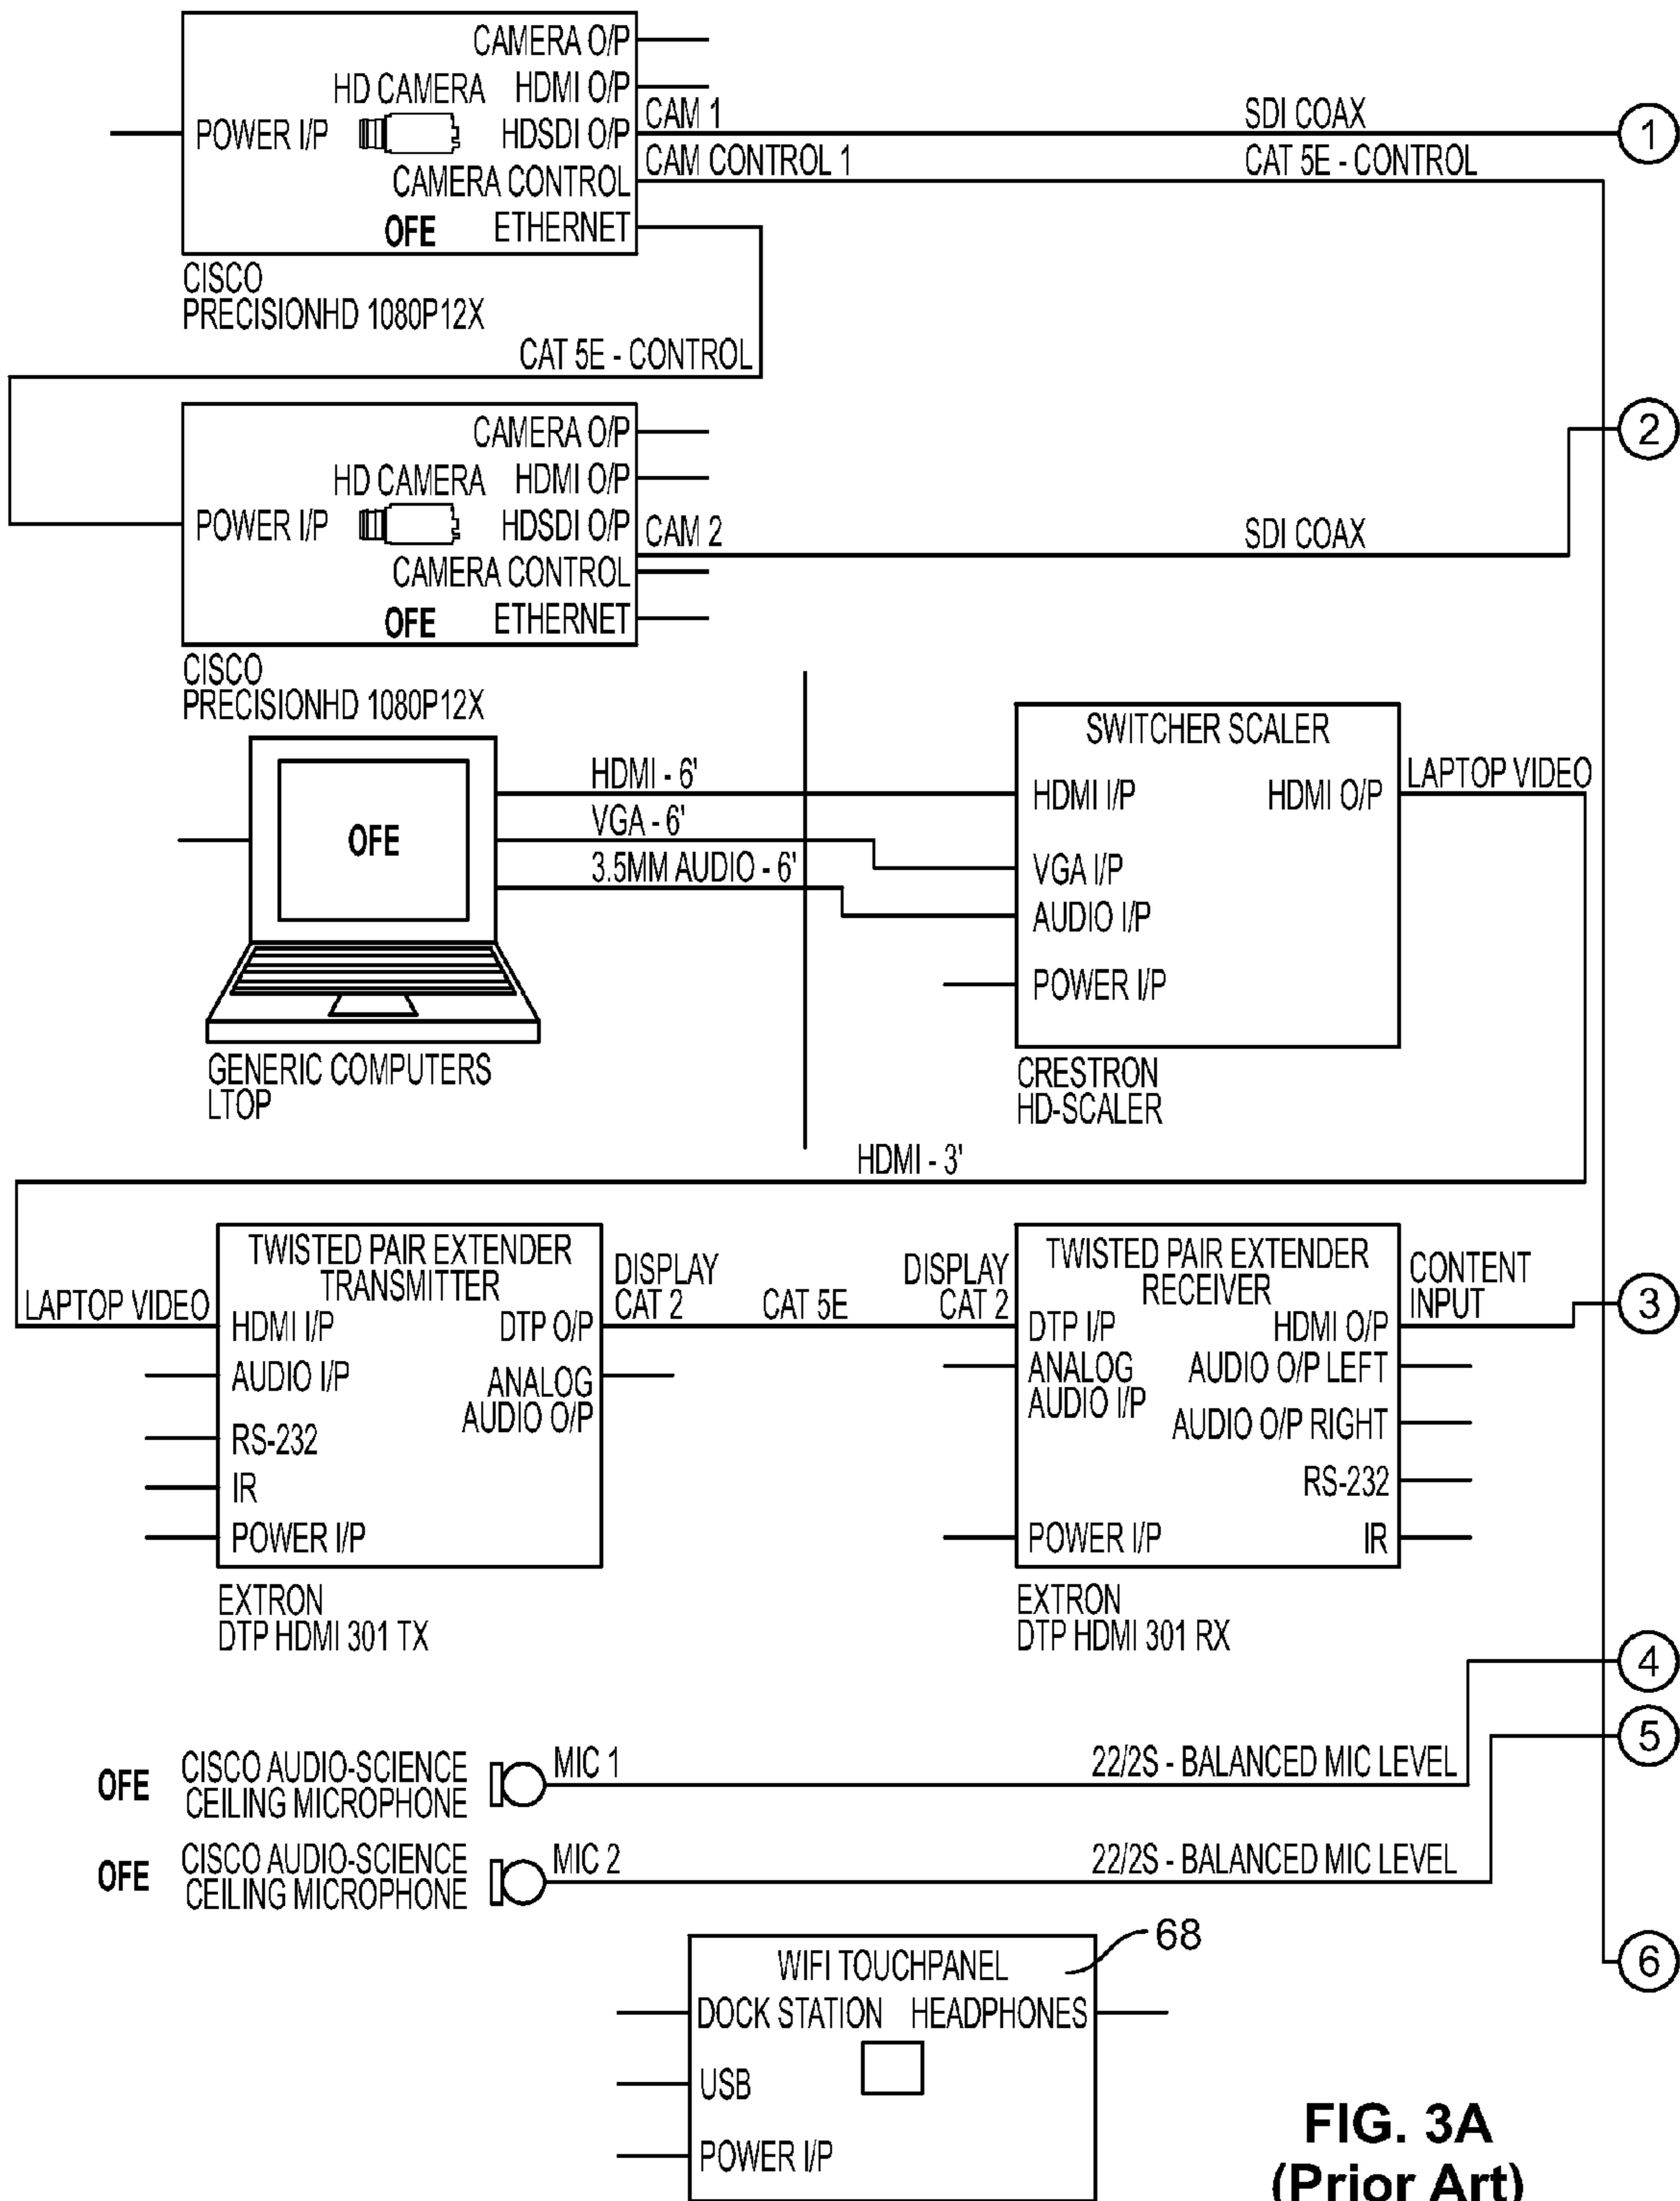 CAMERA O/P
HD CAMERA HDMI O/P
POWER I/P HDSDI O/P CAM 1 SDI COAX 1
CAMERA CONTROL CAM CONTROL 1 CAT 5E - CONTROL
OFE ETHERNET
CISCO
PRECISIONHD 1080P12X
CAT 5E - CONTROL
CAMERA O/P 2
HD CAMERA HDMI O/P
POWER I/P HDSDI O/P CAM 2 SDI COAX
CAMERA CONTROL
OFE ETHERNET
CISCO
PRECISIONHD 1080P12X
SWITCHER SCALER
HDMI - 6' HDMI I/P HDMI O/P LAPTOP VIDEO
OFE VGA - 6'
3.5MM AUDIO - 6' VGA I/P
AUDIO I/P
POWER I/P
GENERIC COMPUTERS
LTOP
CRESTRON
HD-SCALER
HDMI - 3'
TWISTED PAIR EXTENDER
TRANSMITTER
LAPTOP VIDEO HDMI I/P DTP O/P
DISPLAY
CAT 2
CAT 5E
DISPLAY
CAT 2
AUDIO I/P ANALOG
AUDIO O/P
RS-232
IR
POWER I/P
EXTRON
DTP HDMI 301 TX
TWISTED PAIR EXTENDER
RECEIVER
DTP I/P HDMI O/P
CONTENT
INPUT
3
ANALOG
AUDIO I/P
AUDIO O/P LEFT
AUDIO O/P RIGHT
RS-232
POWER I/P IR
EXTRON
DTP HDMI 301 RX
4
5
OFE
CISCO AUDIO-SCIENCE
CEILING MICROPHONE
MIC 1 22/2S - BALANCED MIC LEVEL
OFE
CISCO AUDIO-SCIENCE
CEILING MICROPHONE
MIC 2 22/2S - BALANCED MIC LEVEL
68
6
WIFI TOUCHPANEL
DOCK STATION HEADPHONES
USB
POWER I/P
FIG. 3A
(Prior Art)